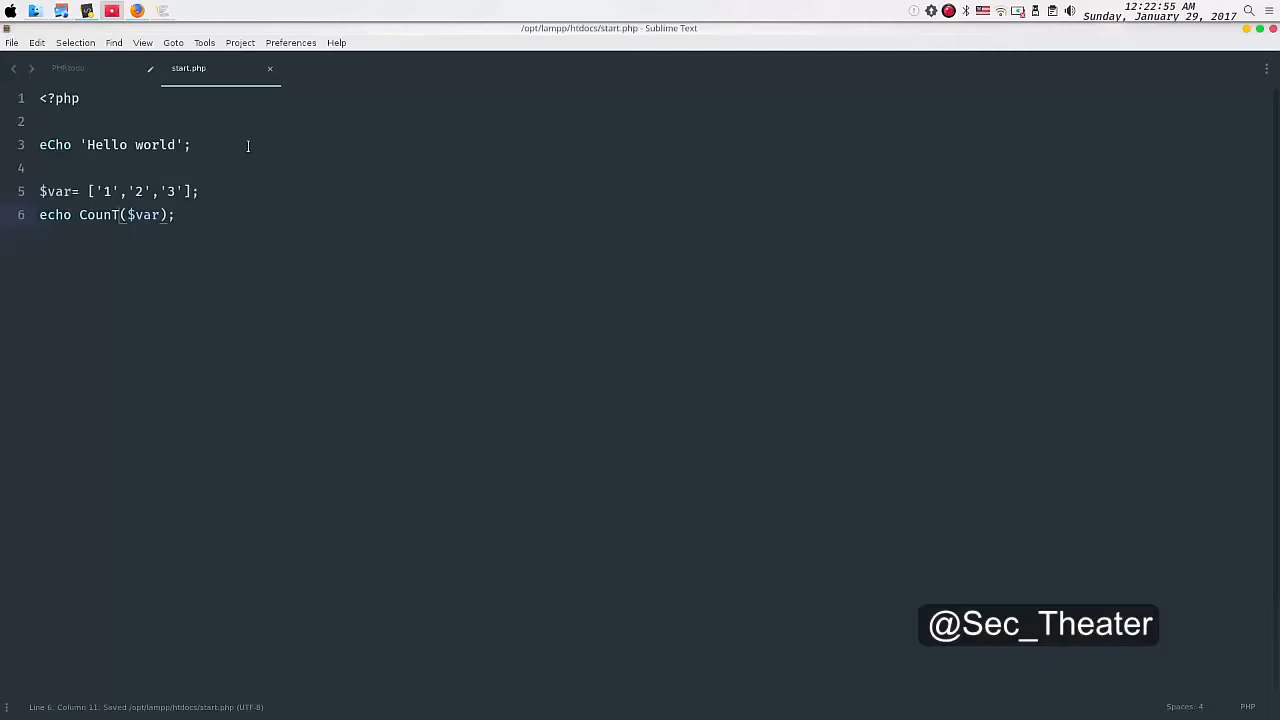 12:22:55 AM
Sunday, January 29, 2017
/opt/lampp/htdocs/start.php - Sublime Text
File Edit Selection Find View Goto Tools Project Preferences Help
PHP.todo start.php
1 <?php
2
3 eCho 'Hello world';
4
5 $var= ['1','2','3'];
6 echo CounT($var);
@Sec_Theater
Line 6, Column 11; Saved /opt/lampp/htdocs/start.php (UTF-8) Spaces: 4 PHP